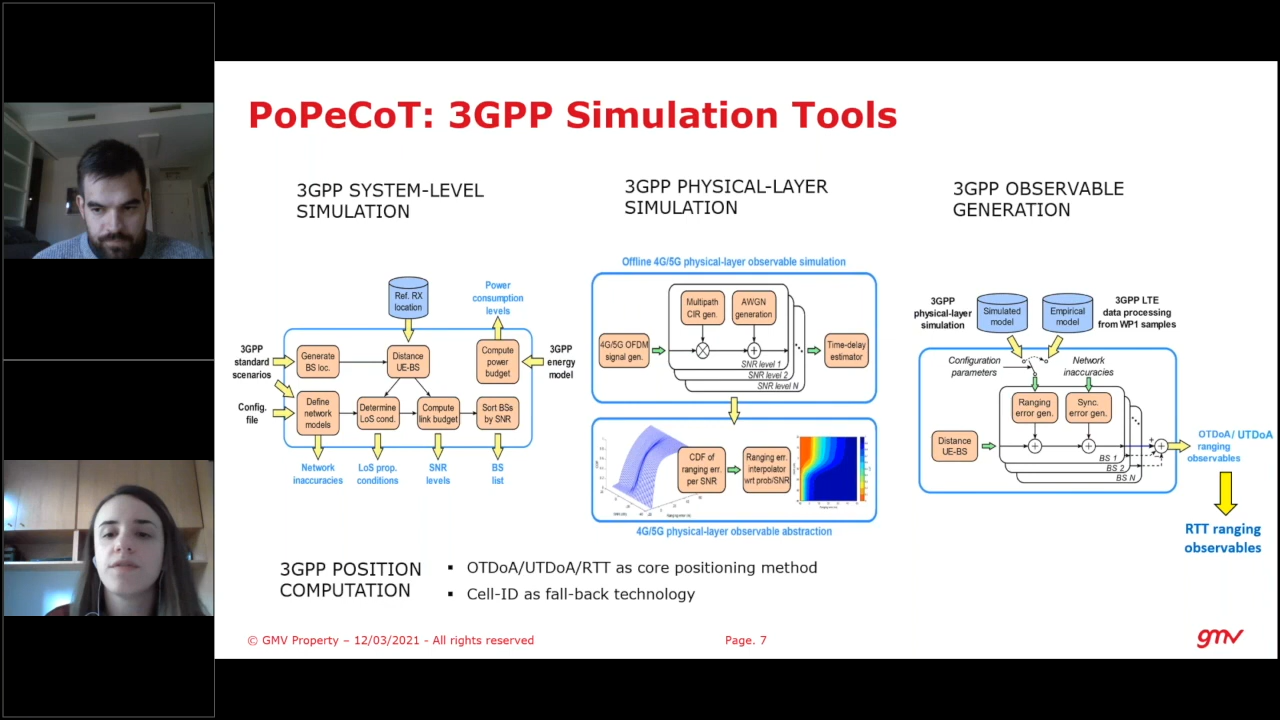 PoPeCoT: 3GPP Simulation Tools
3GPP SYSTEM-LEVEL
SIMULATION
Ref. RX
location
Power
consumption
levels
3GPP
standard
scenarios
Generate
BS loc.
Distance
UE-BS
Compute
power
budget
3GPP
energy
model
Config.
file
Define
network
models
Determine
LoS cond.
Compute
link budget
Sort BSs
by SNR
Network
inaccuracies
LoS prop.
conditions
SNR
levels
BS
list
3GPP PHYSICAL-LAYER
SIMULATION
Offline 4G/5G physical-layer observable simulation
Multipath
CIR gen.
AWGN
generation
4G/5G OFDM
signal gen.
Time-delay
estimator
SNR level 1
SNR level 2
SNR level N
CDF of
ranging err.
per SNR
Ranging err.
interpolator
wrt prob/SNR
4G/5G physical-layer observable abstraction
3GPP OBSERVABLE
GENERATION
3GPP
physical-layer
simulation
Simulated
model
Empirical
model
3GPP LTE
data processing
from WP1 samples
Configuration
parameters
Network
inaccuracies
Ranging
error gen.
Sync.
error gen.
Distance
UE-BS
BS 1
BS 2
BS N
OTDoA/ UTDoA
ranging
observables
RTT ranging
observables
3GPP POSITION
COMPUTATION
▪ OTDoA/UTDoA/RTT as core positioning method
▪ Cell-ID as fall-back technology
© GMV Property – 12/03/2021 - All rights reserved
Page. 7
gmv